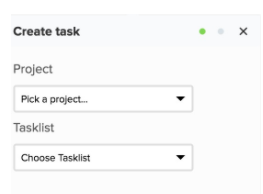 Create task
Project
Pick a project...
Tasklist
Choose Tasklist